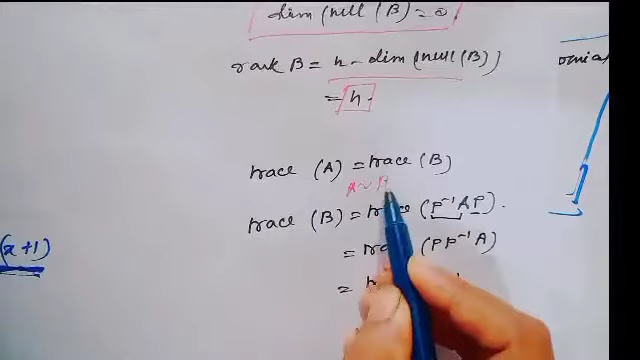 dim (null (B) = 0
rank B = n - dim (null (B))
= n.
trace (A) = trace (B)
A ~ B
trace (B) = trace (P⁻¹AP).
= trace (PP⁻¹A)
=
(x+1)